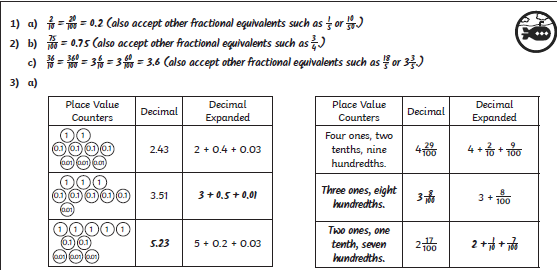 1) a) 2/10 = 20/100 = 0.2 (also accept other fractional equivalents such as 1/5 or 10/50.)
2) b) 75/100 = 0.75 (also accept other fractional equivalents such as 3/4.)
c) 36/10 = 360/100 = 3 6/10 = 3 60/100 = 3.6 (also accept other fractional equivalents such as 18/5 or 3 3/5.)
3) a)
Place Value Counters Decimal Decimal Expanded
1 1
0.1 0.1 0.1 0.1
0.01 0.01 0.01
2.43 2 + 0.4 + 0.03
1 1 1
0.1 0.1 0.1 0.1 0.1
0.01
3.51 3 + 0.5 + 0.01
1 1 1 1 1
0.1 0.1
0.01 0.01 0.01
5.23 5 + 0.2 + 0.03
Place Value Counters Decimal Decimal Expanded
Four ones, two
tenths, nine
hundredths.
4 29/100 4 + 2/10 + 9/100
Three ones, eight
hundredths.
3 8/100 3 + 8/100
Two ones, one
tenth, seven
hundredths.
2 17/100 2 + 1/10 + 7/100